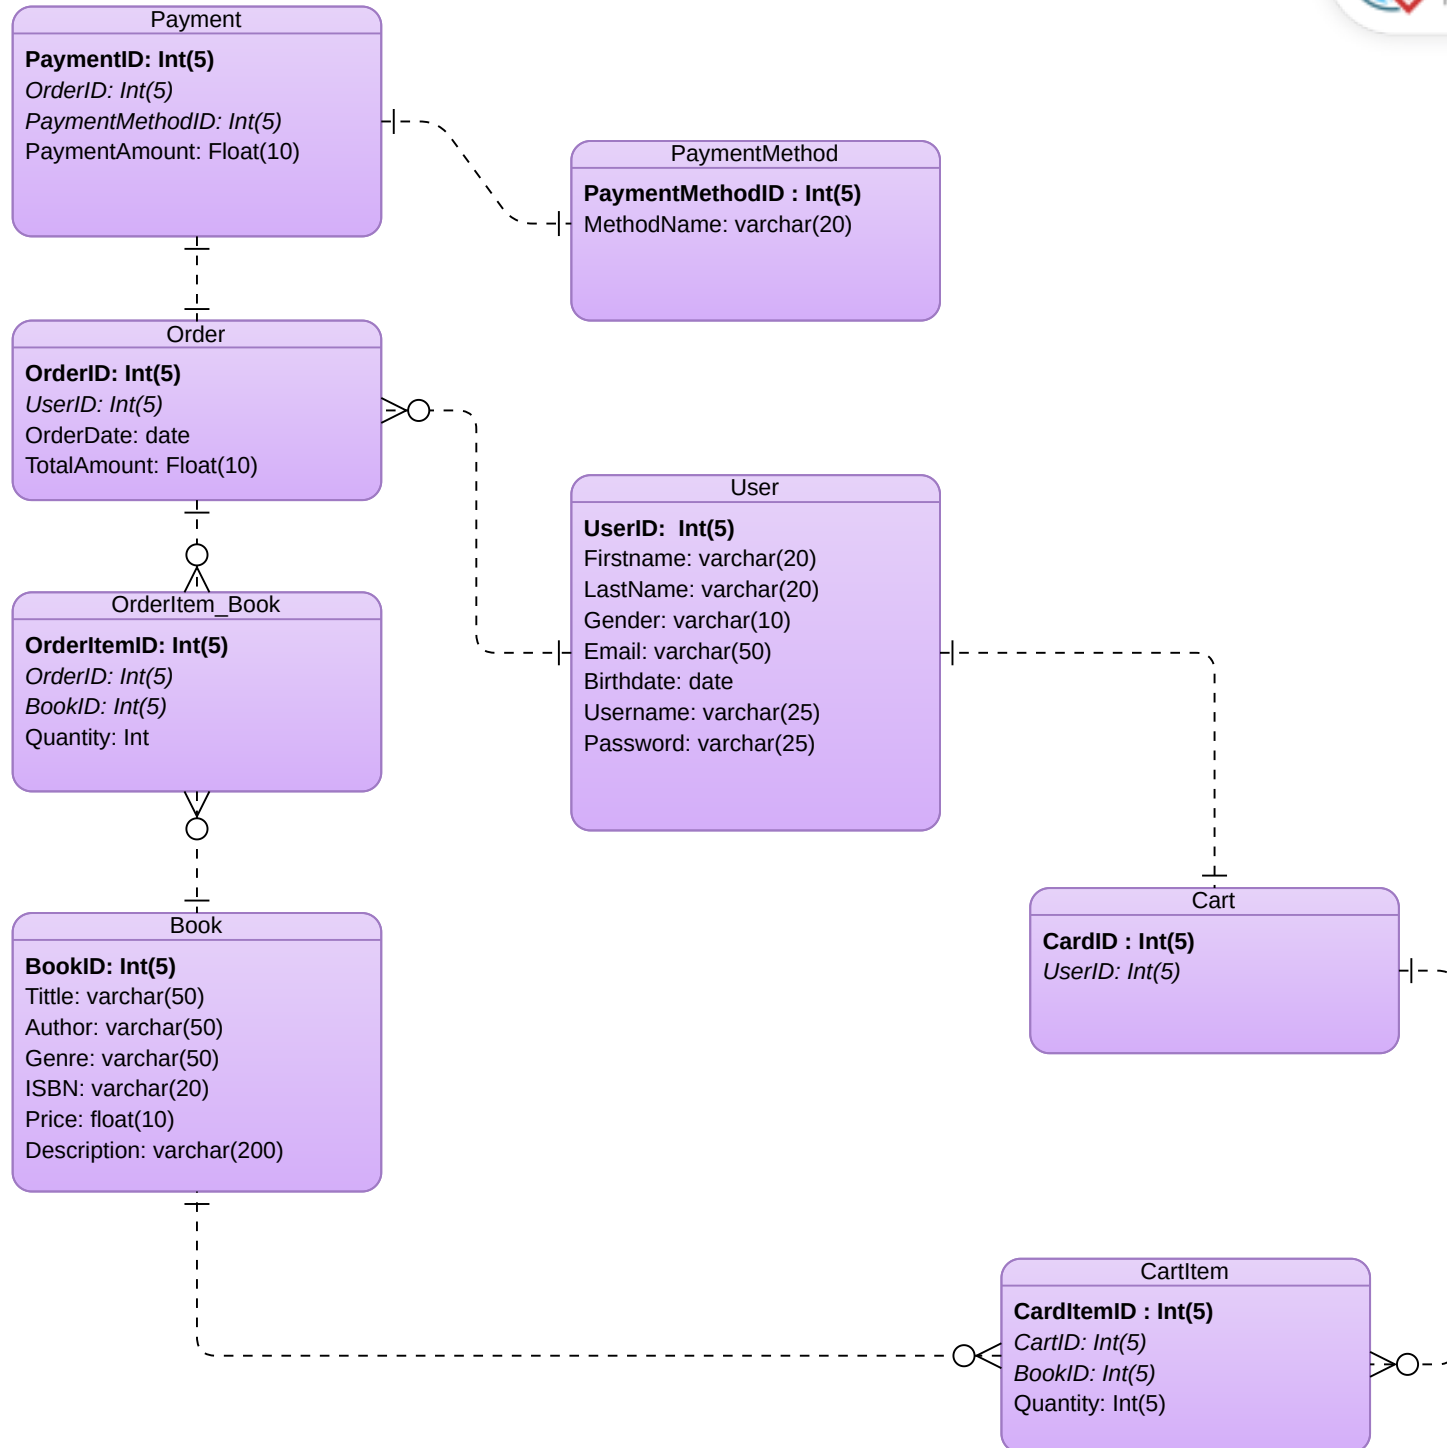 Payment
PaymentID: Int(5)
OrderID: Int(5)
PaymentMethodID: Int(5)
PaymentAmount: Float(10)
PaymentMethod
PaymentMethodID : Int(5)
MethodName: varchar(20)
Order
OrderID: Int(5)
UserID: Int(5)
OrderDate: date
TotalAmount: Float(10)
User
UserID:  Int(5)
Firstname: varchar(20)
LastName: varchar(20)
Gender: varchar(10)
Email: varchar(50)
Birthdate: date
Username: varchar(25)
Password: varchar(25)
OrderItem_Book
OrderItemID: Int(5)
OrderID: Int(5)
BookID: Int(5)
Quantity: Int
Book
BookID: Int(5)
Tittle: varchar(50)
Author: varchar(50)
Genre: varchar(50)
ISBN: varchar(20)
Price: float(10)
Description: varchar(200)
Cart
CardID : Int(5)
UserID: Int(5)
CartItem
CardItemID : Int(5)
CartID: Int(5)
BookID: Int(5)
Quantity: Int(5)